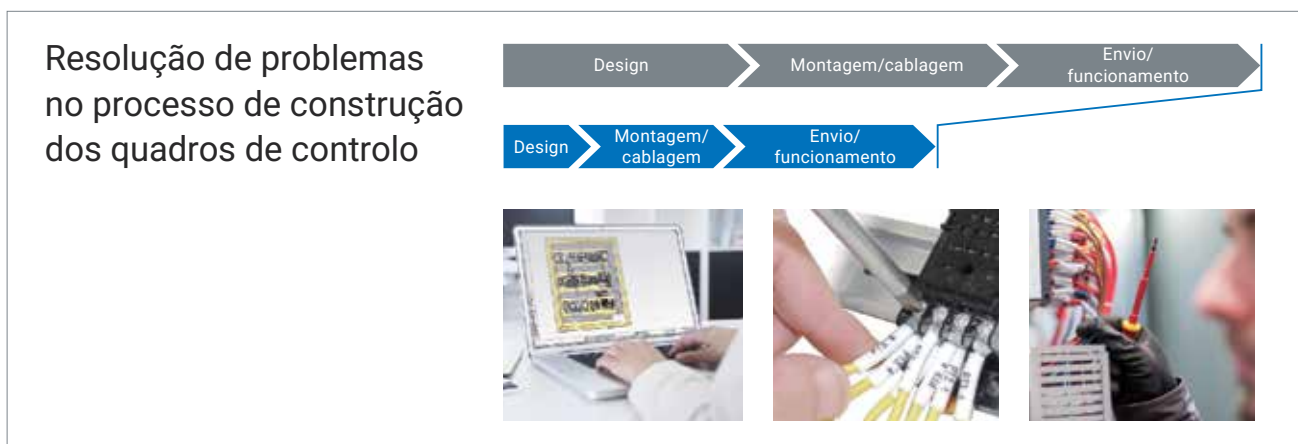 Resolução de problemas
no processo de construção
dos quadros de controlo
Design
Montagem/cablagem
Envio/
funcionamento
Design
Montagem/
cablagem
Envio/
funcionamento